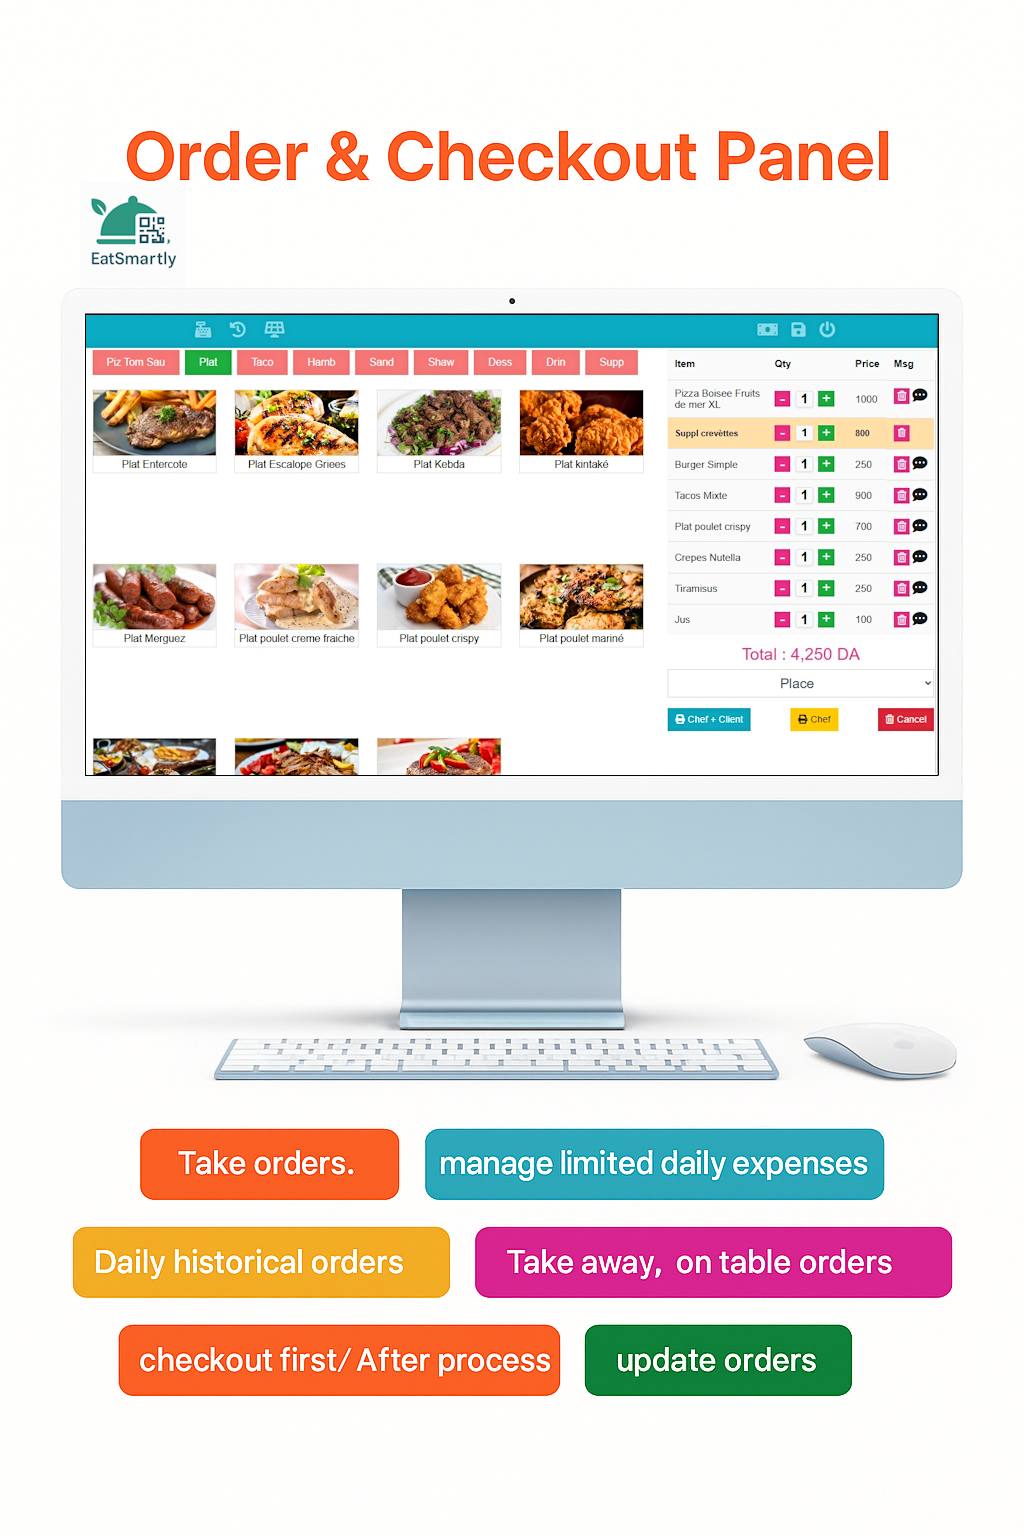 Order & Checkout Panel
EatSmartly
Piz Tom Sau Plat Taco Hamb Sand Shaw Dess Drin Supp
Plat Entercote
Plat Escalope Griees
Plat Kebda
Plat kintaké
Plat Merguez
Plat poulet creme fraiche
Plat poulet crispy
Plat poulet mariné
Item Qty Price Msg
Pizza Boisee Fruits
de mer XL - 1 + 1000
Suppl crevèttes - 1 + 800
Burger Simple - 1 + 250
Tacos Mixte - 1 + 900
Plat poulet crispy - 1 + 700
Crepes Nutella - 1 + 250
Tiramisus - 1 + 250
Jus - 1 + 100
Total : 4,250 DA
Place
Chef + Client Chef Cancel
Take orders.
manage limited daily expenses
Daily historical orders
Take away, on table orders
checkout first/ After process
update orders